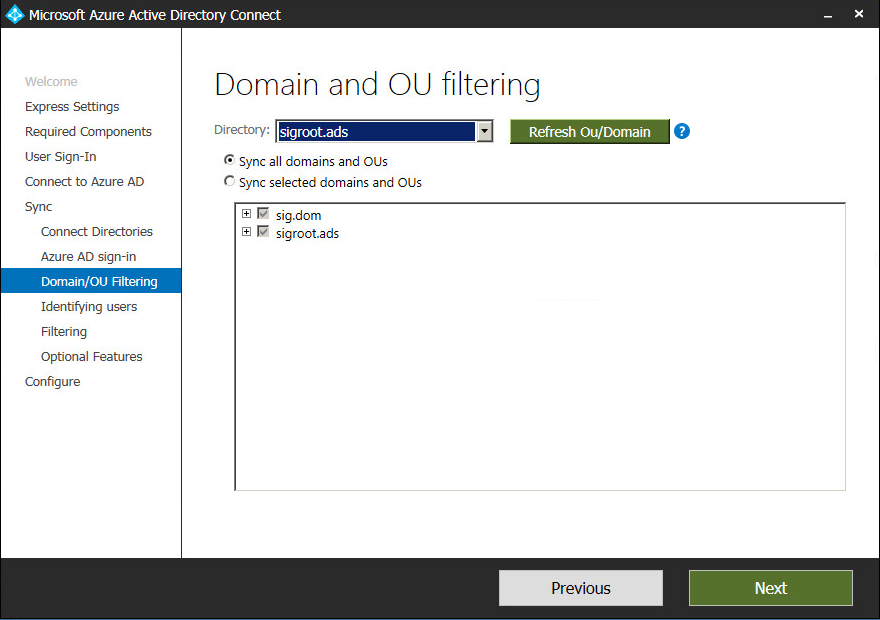 Microsoft Azure Active Directory Connect
Welcome
Express Settings
Required Components
User Sign-In
Connect to Azure AD
Sync
Connect Directories
Azure AD sign-in
Domain/OU Filtering
Identifying users
Filtering
Optional Features
Configure
Domain and OU filtering
Directory: sigroot.ads Refresh Ou/Domain ?
Sync all domains and OUs
Sync selected domains and OUs
sig.dom
sigroot.ads
Previous Next